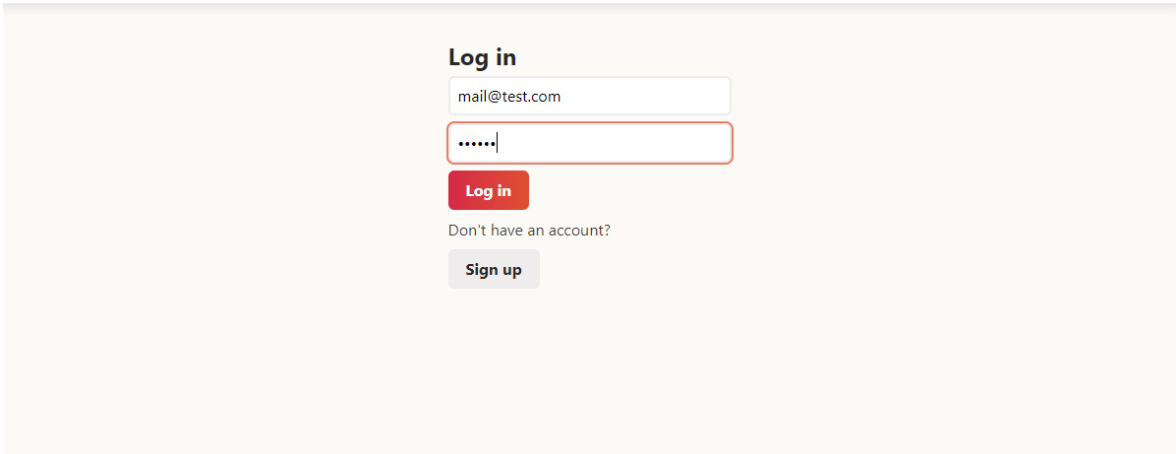 Log in
mail@test.com
••••••
Log in
Don't have an account?
Sign up